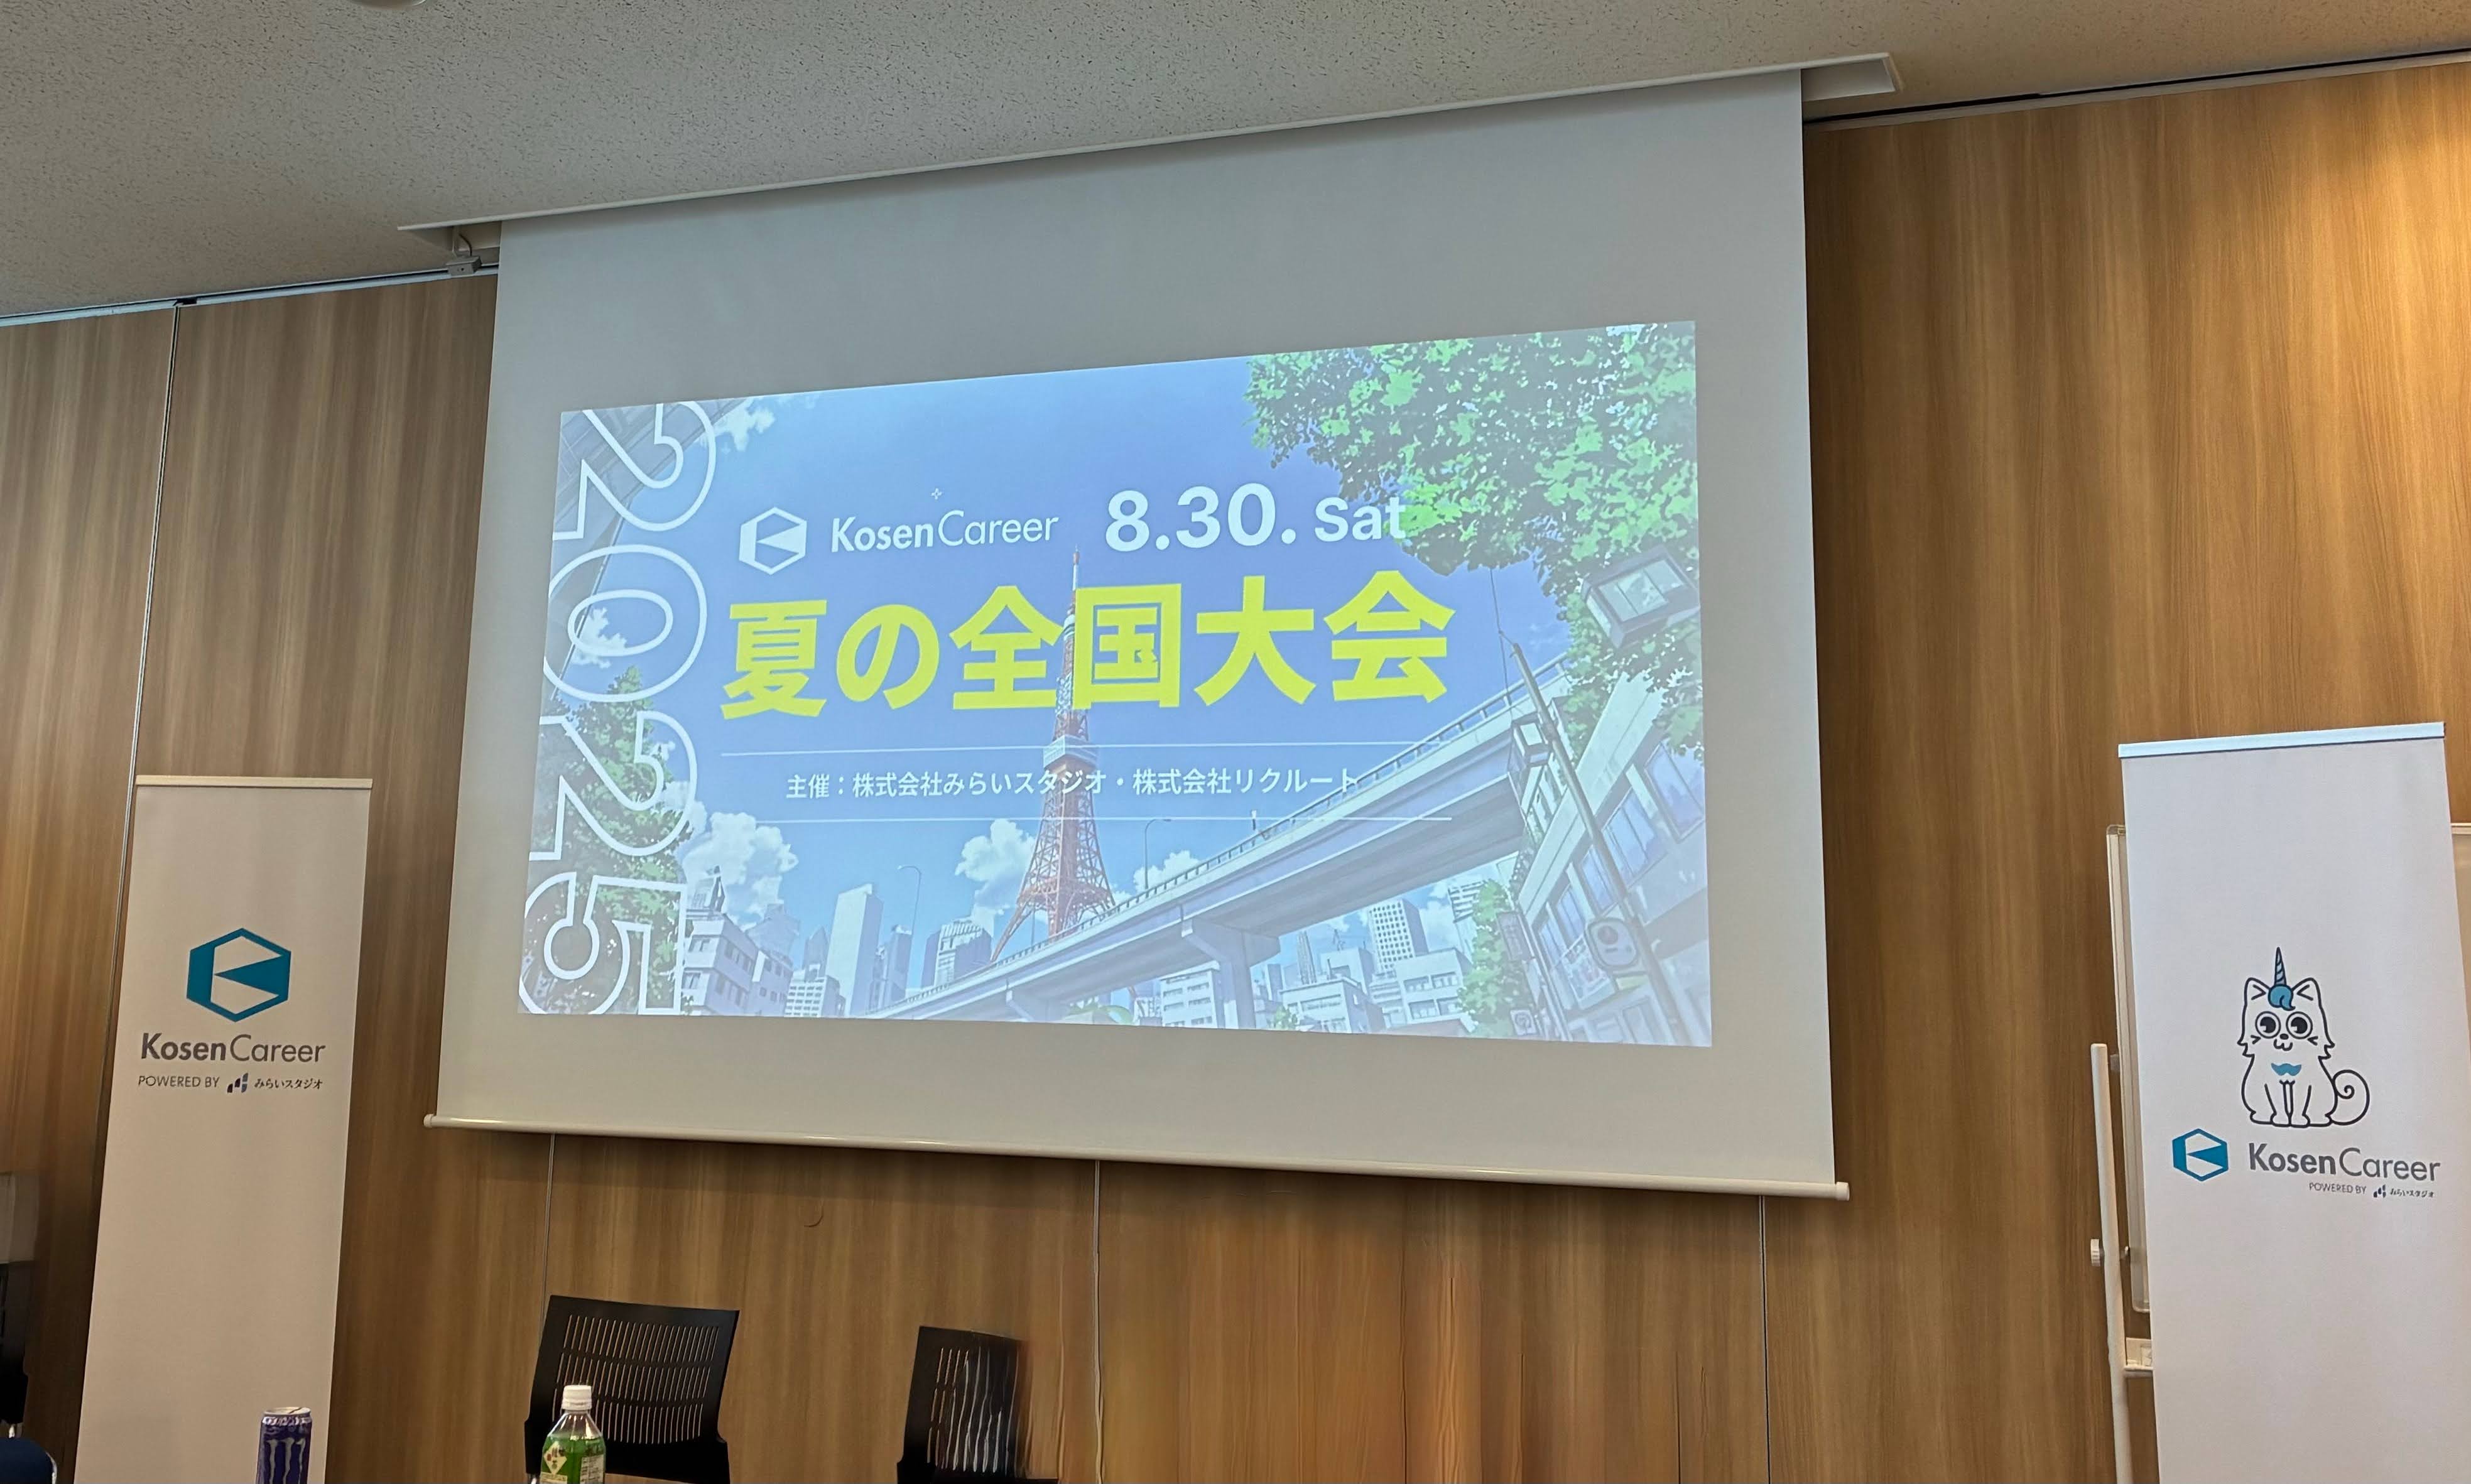 2025
KosenCareer 8.30. Sat
夏の全国大会
主催：株式会社みらいスタジオ・株式会社リクルート
KosenCareer
POWERED BY みらいスタジオ
KosenCareer
POWERED BY みらいスタジオ